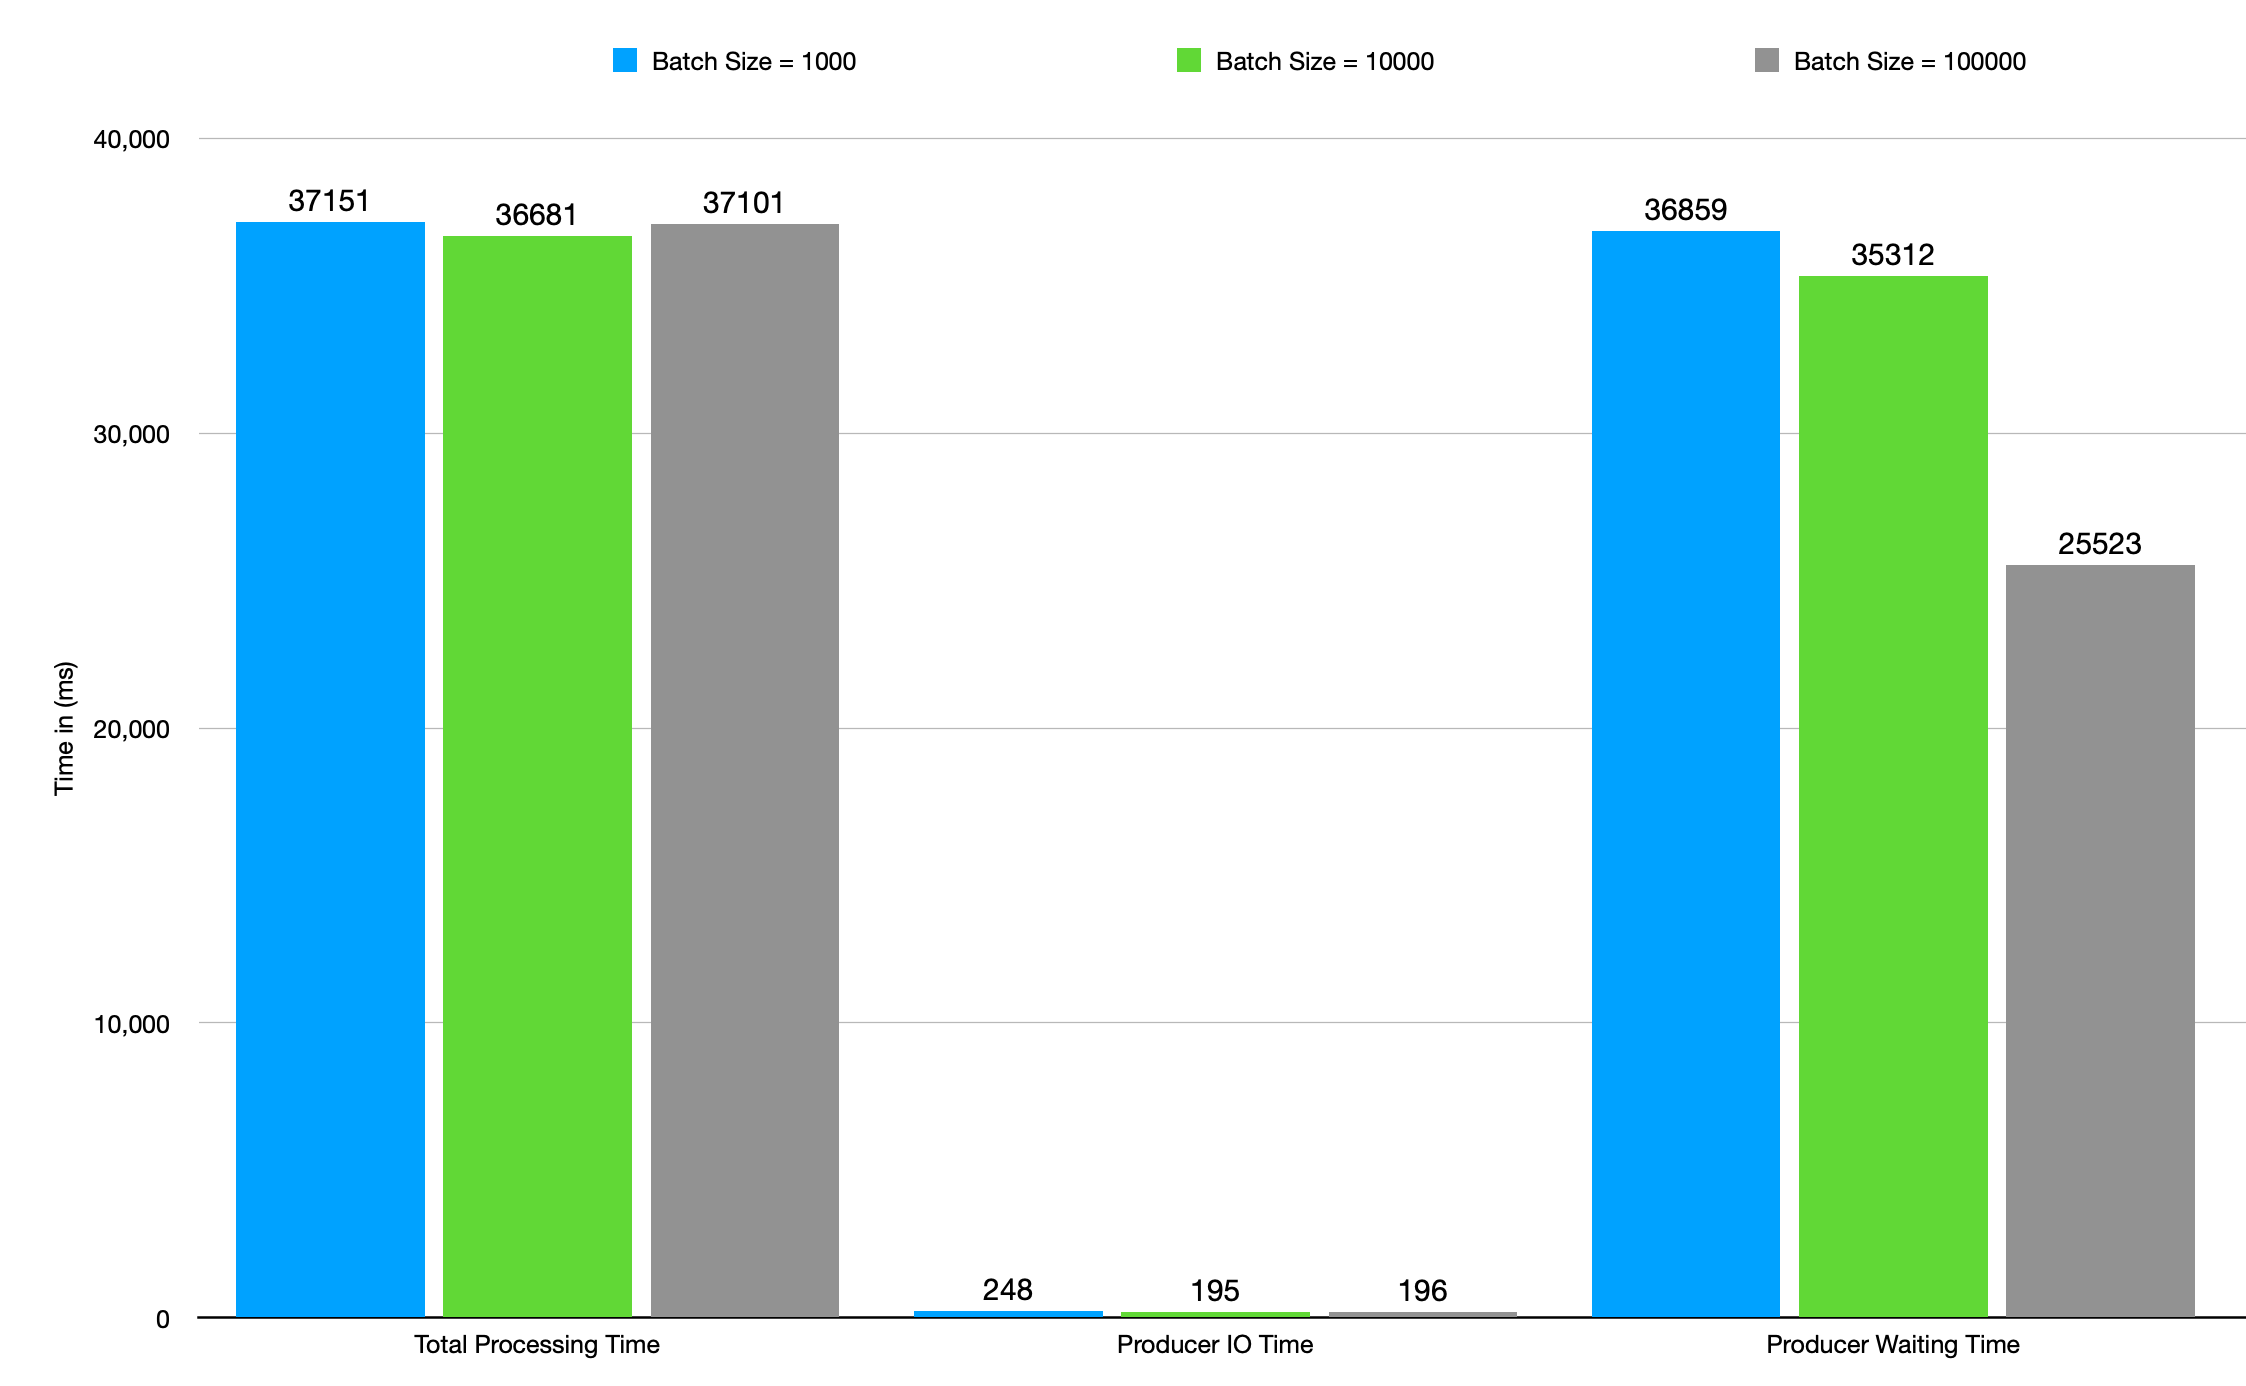 Batch Size = 1000
Batch Size = 10000
Batch Size = 100000
40,000
30,000
20,000
10,000
0
Time in (ms)
37151
36681
37101
248
195
196
36859
35312
25523
Total Processing Time
Producer IO Time
Producer Waiting Time